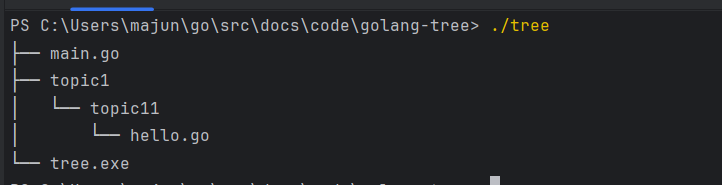 PS C:\Users\majun\go\src\docs\code\golang-tree> ./tree
├── main.go
├── topic1
│   └── topic11
│       └── hello.go
└── tree.exe